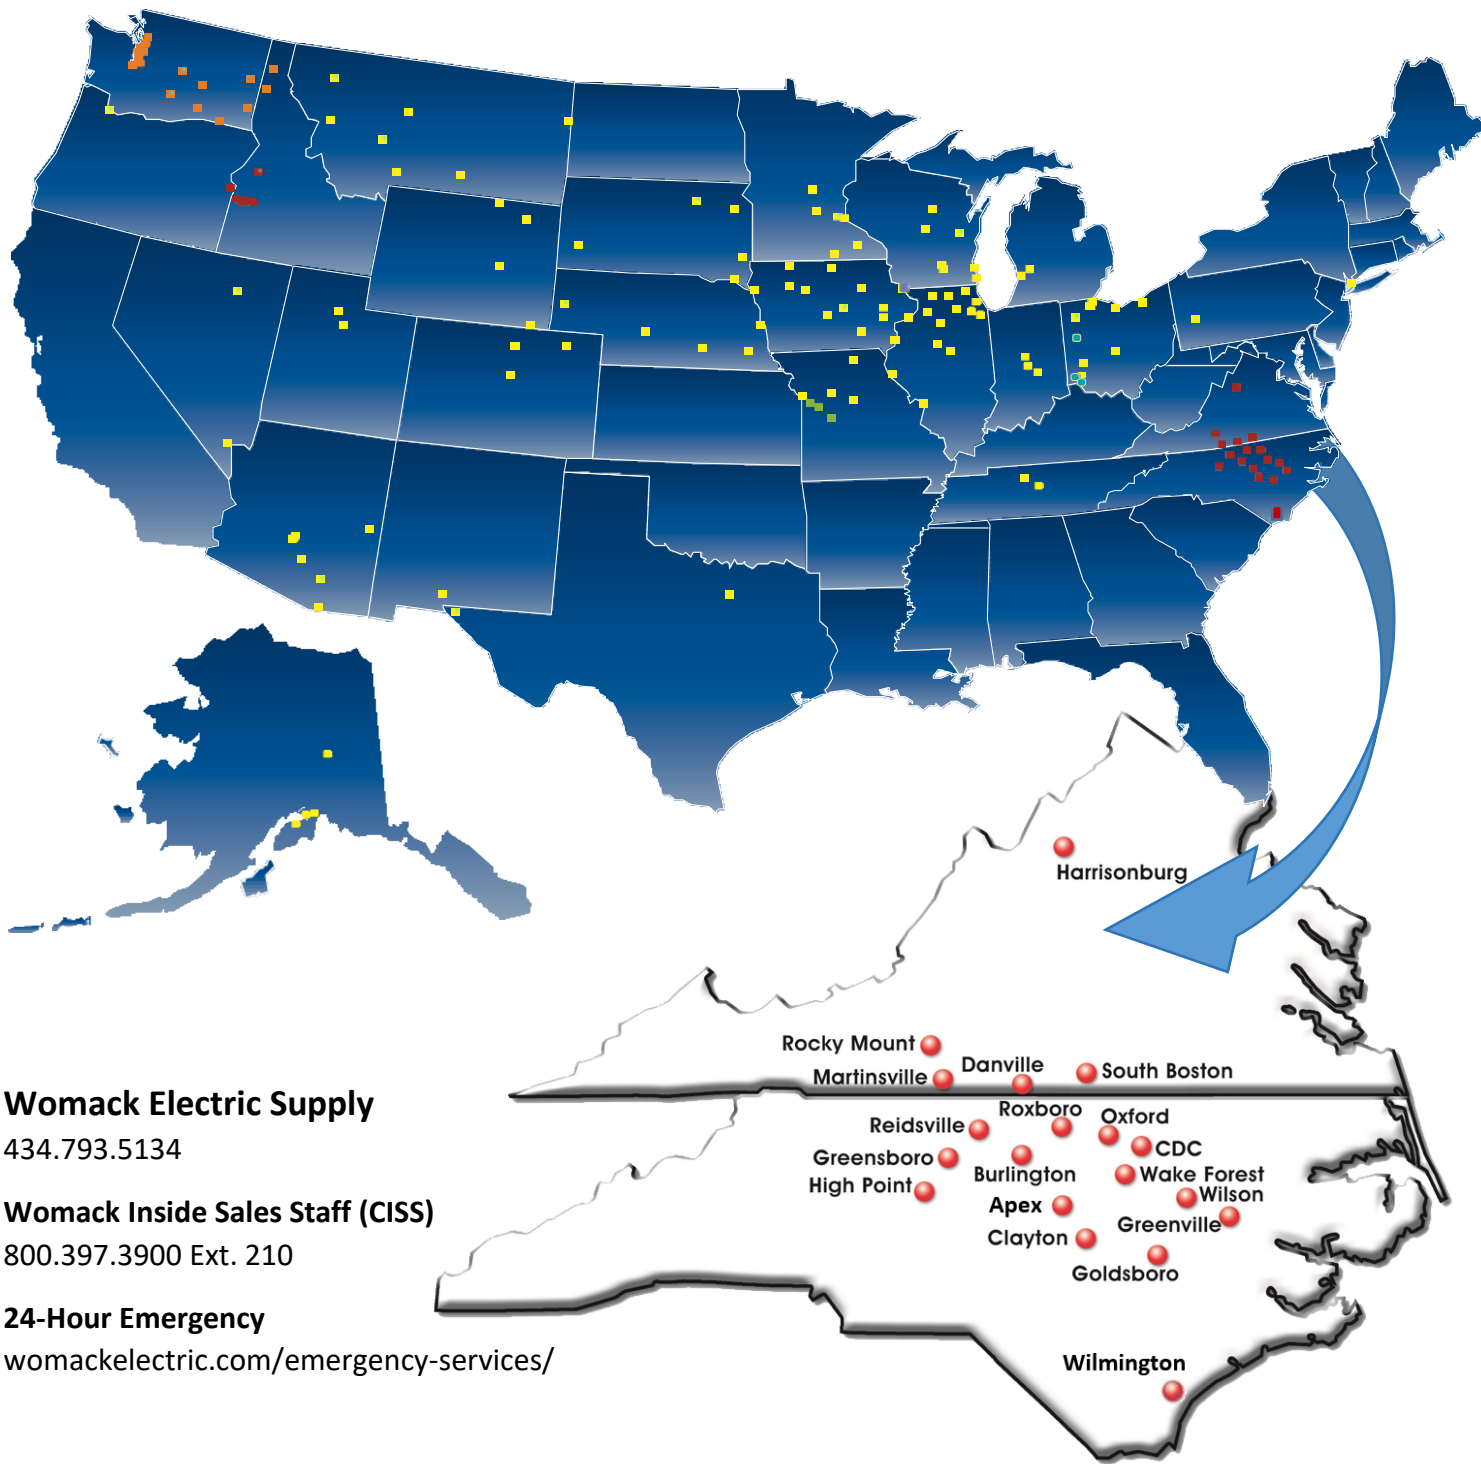 Harrisonburg
Rocky Mount
Danville
South Boston
Martinsville
Roxboro
Oxford
Reidsville
CDC
Greensboro
Burlington
Wake Forest
High Point
Wilson
Apex
Greenville
Clayton
Goldsboro
Wilmington
Womack Electric Supply
434.793.5134
Womack Inside Sales Staff (CISS)
800.397.3900 Ext. 210
24-Hour Emergency
womackelectric.com/emergency-services/